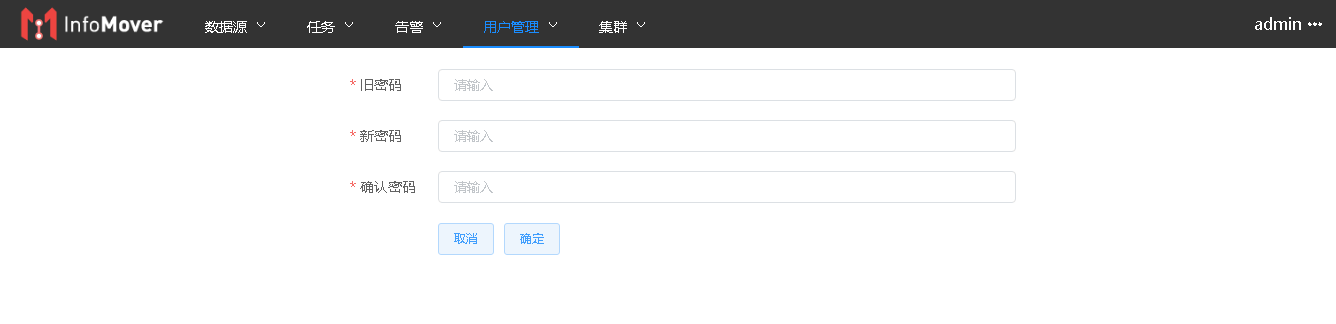 InfoMover 数据源 任务 告警 用户管理 集群 admin •••
* 旧密码 请输入
* 新密码 请输入
* 确认密码 请输入
取消 确定